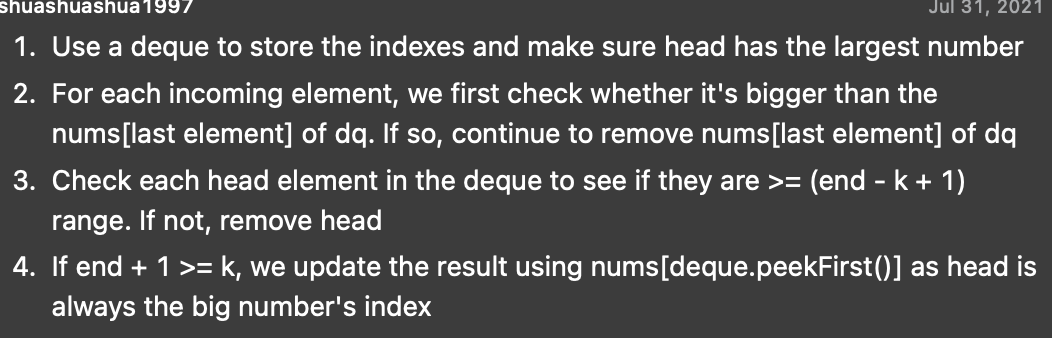 shuashuashua1997 Jul 31, 2021
1. Use a deque to store the indexes and make sure head has the largest number
2. For each incoming element, we first check whether it's bigger than the
nums[last element] of dq. If so, continue to remove nums[last element] of dq
3. Check each head element in the deque to see if they are >= (end - k + 1)
range. If not, remove head
4. If end + 1 >= k, we update the result using nums[deque.peekFirst()] as head is
always the big number's index